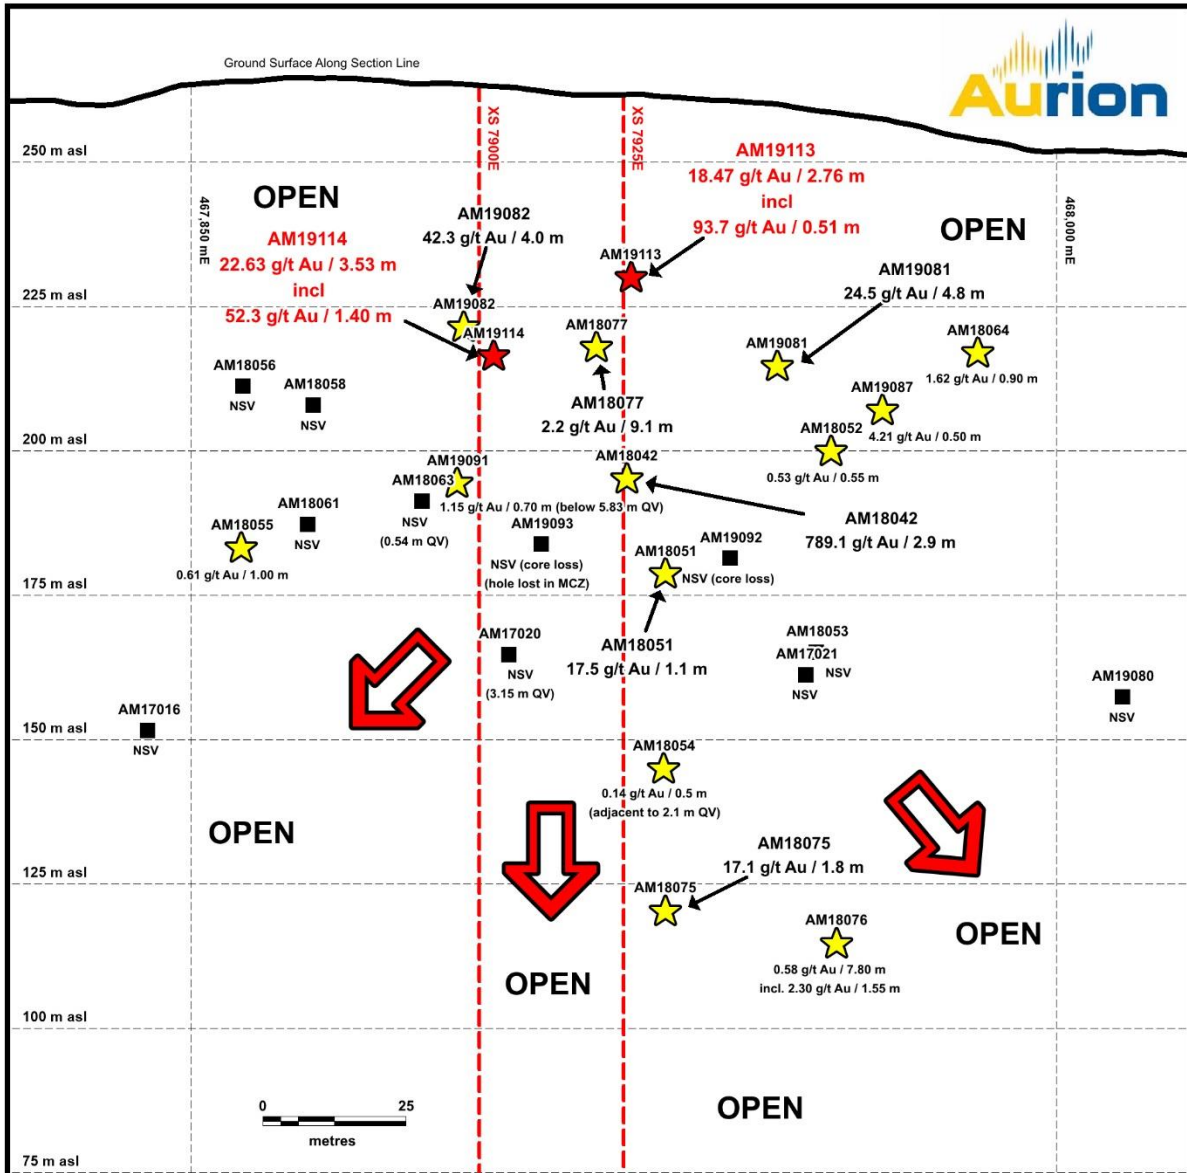 Aurion
Ground Surface Along Section Line
XS 7900E
XS 7925E
250 m asl
467,850 mE
468,000 mE
OPEN
AM19113
18.47 g/t Au / 2.76 m
incl
93.7 g/t Au / 0.51 m
AM19082
42.3 g/t Au / 4.0 m
OPEN
AM19114
22.63 g/t Au / 3.53 m
incl
52.3 g/t Au / 1.40 m
AM19113
AM19081
24.5 g/t Au / 4.8 m
225 m asl
AM19082
AM19114
AM18077
AM19081
AM18064
1.62 g/t Au / 0.90 m
AM18056
NSV
AM18058
NSV
AM18077
2.2 g/t Au / 9.1 m
AM19087
4.21 g/t Au / 0.50 m
AM18052
0.53 g/t Au / 0.55 m
200 m asl
AM19091
1.15 g/t Au / 0.70 m (below 5.83 m QV)
AM18042
AM18063
NSV
(0.54 m QV)
AM18061
NSV
AM18055
0.61 g/t Au / 1.00 m
AM19093
NSV (core loss)
(hole lost in MCZ)
AM18042
789.1 g/t Au / 2.9 m
AM18051
AM19092
NSV (core loss)
175 m asl
AM17020
NSV
(3.15 m QV)
AM18051
17.5 g/t Au / 1.1 m
AM18053
NSV
AM17021
NSV
AM19080
NSV
AM17016
NSV
150 m asl
AM18054
0.14 g/t Au / 0.5 m
(adjacent to 2.1 m QV)
OPEN
AM18075
17.1 g/t Au / 1.8 m
125 m asl
AM18075
AM18076
0.58 g/t Au / 7.80 m
incl. 2.30 g/t Au / 1.55 m
OPEN
OPEN
100 m asl
0 25
metres
OPEN
75 m asl